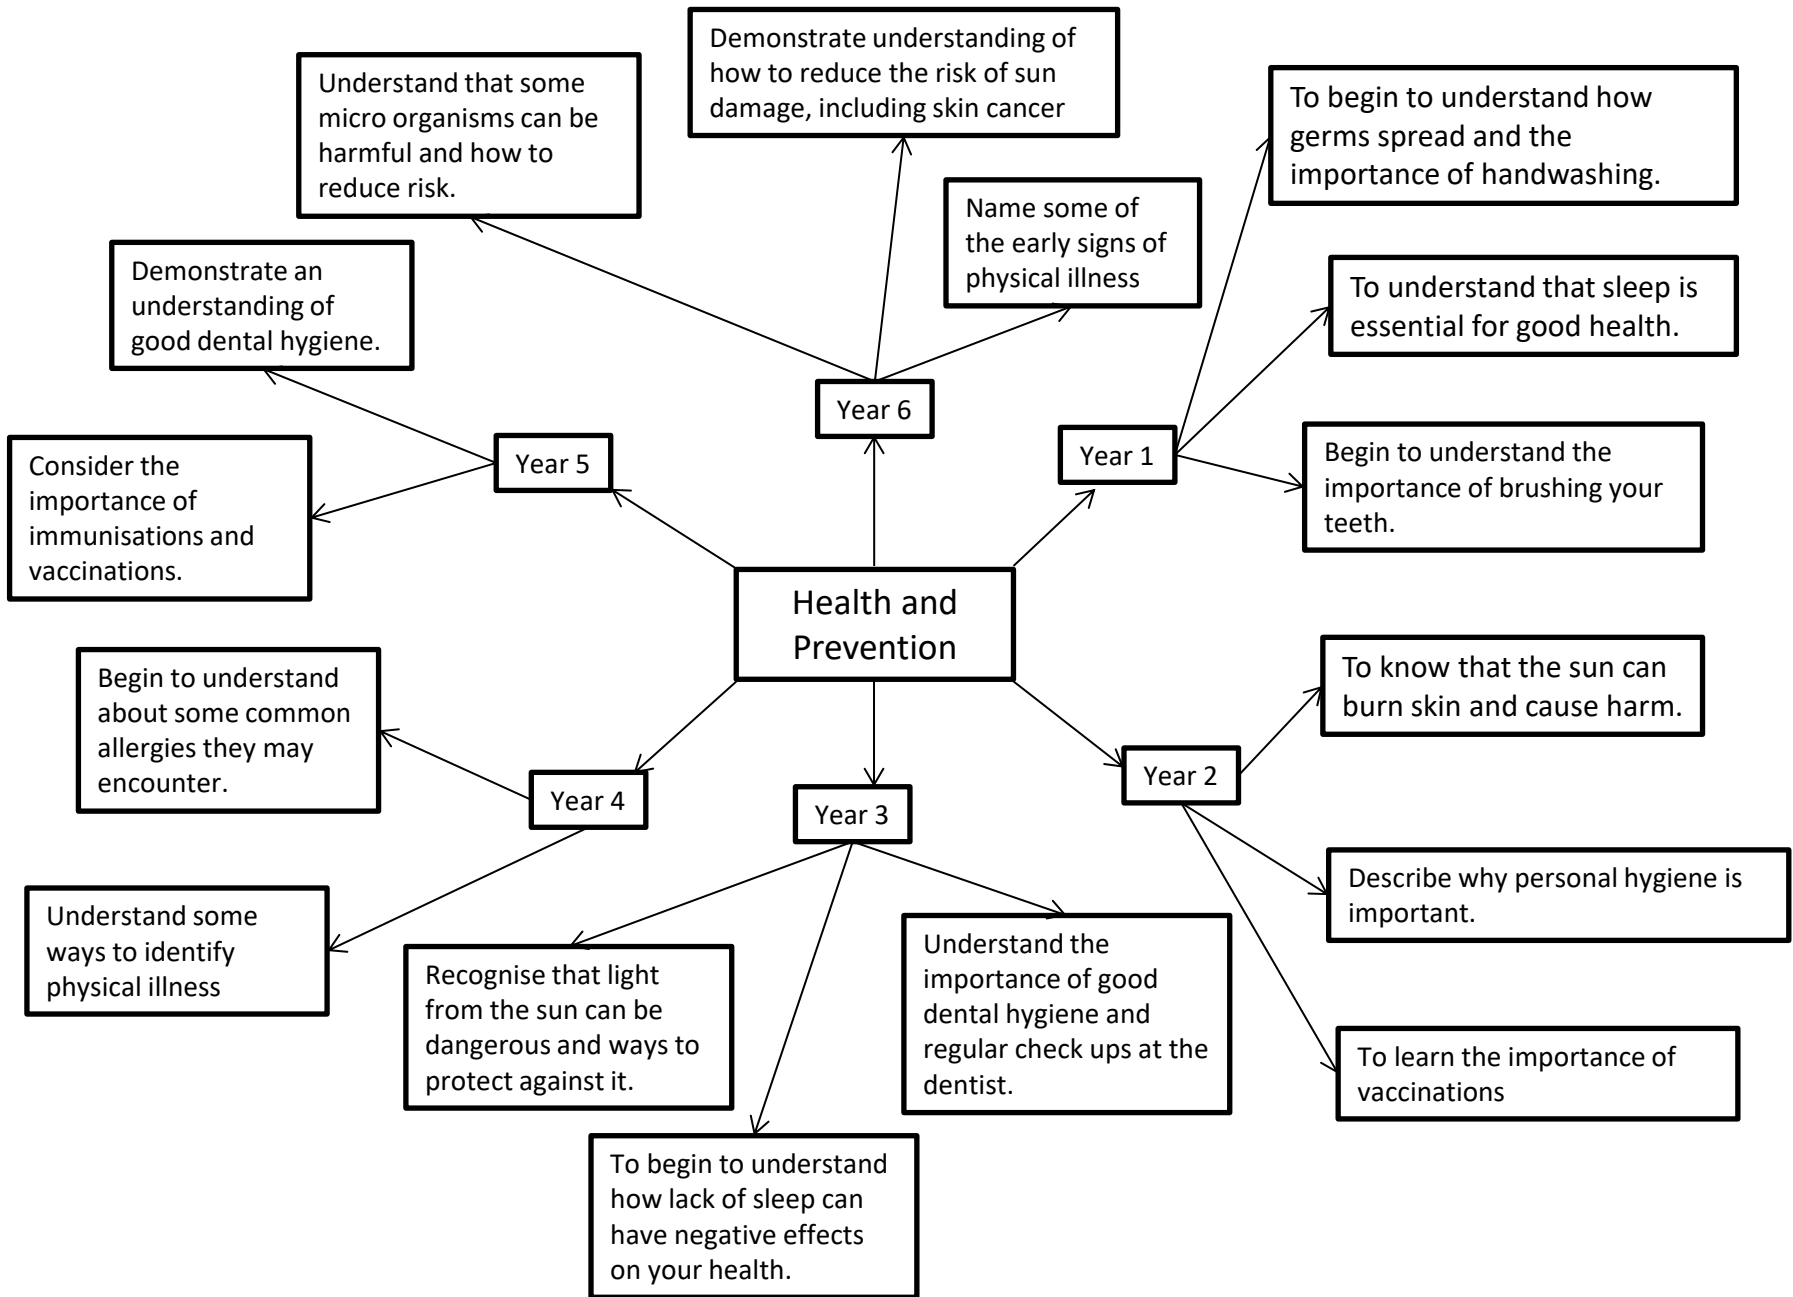 Health and
Prevention
Year 1
To begin to understand how
germs spread and the
importance of handwashing.
To understand that sleep is
essential for good health.
Begin to understand the
importance of brushing your
teeth.
Year 2
To know that the sun can
burn skin and cause harm.
Describe why personal hygiene is
important.
To learn the importance of
vaccinations
Year 3
Understand the
importance of good
dental hygiene and
regular check ups at the
dentist.
To begin to understand
how lack of sleep can
have negative effects
on your health.
Recognise that light
from the sun can be
dangerous and ways to
protect against it.
Year 4
Understand some
ways to identify
physical illness
Begin to understand
about some common
allergies they may
encounter.
Year 5
Consider the
importance of
immunisations and
vaccinations.
Demonstrate an
understanding of
good dental hygiene.
Year 6
Understand that some
micro organisms can be
harmful and how to
reduce risk.
Demonstrate understanding of
how to reduce the risk of sun
damage, including skin cancer
Name some of
the early signs of
physical illness